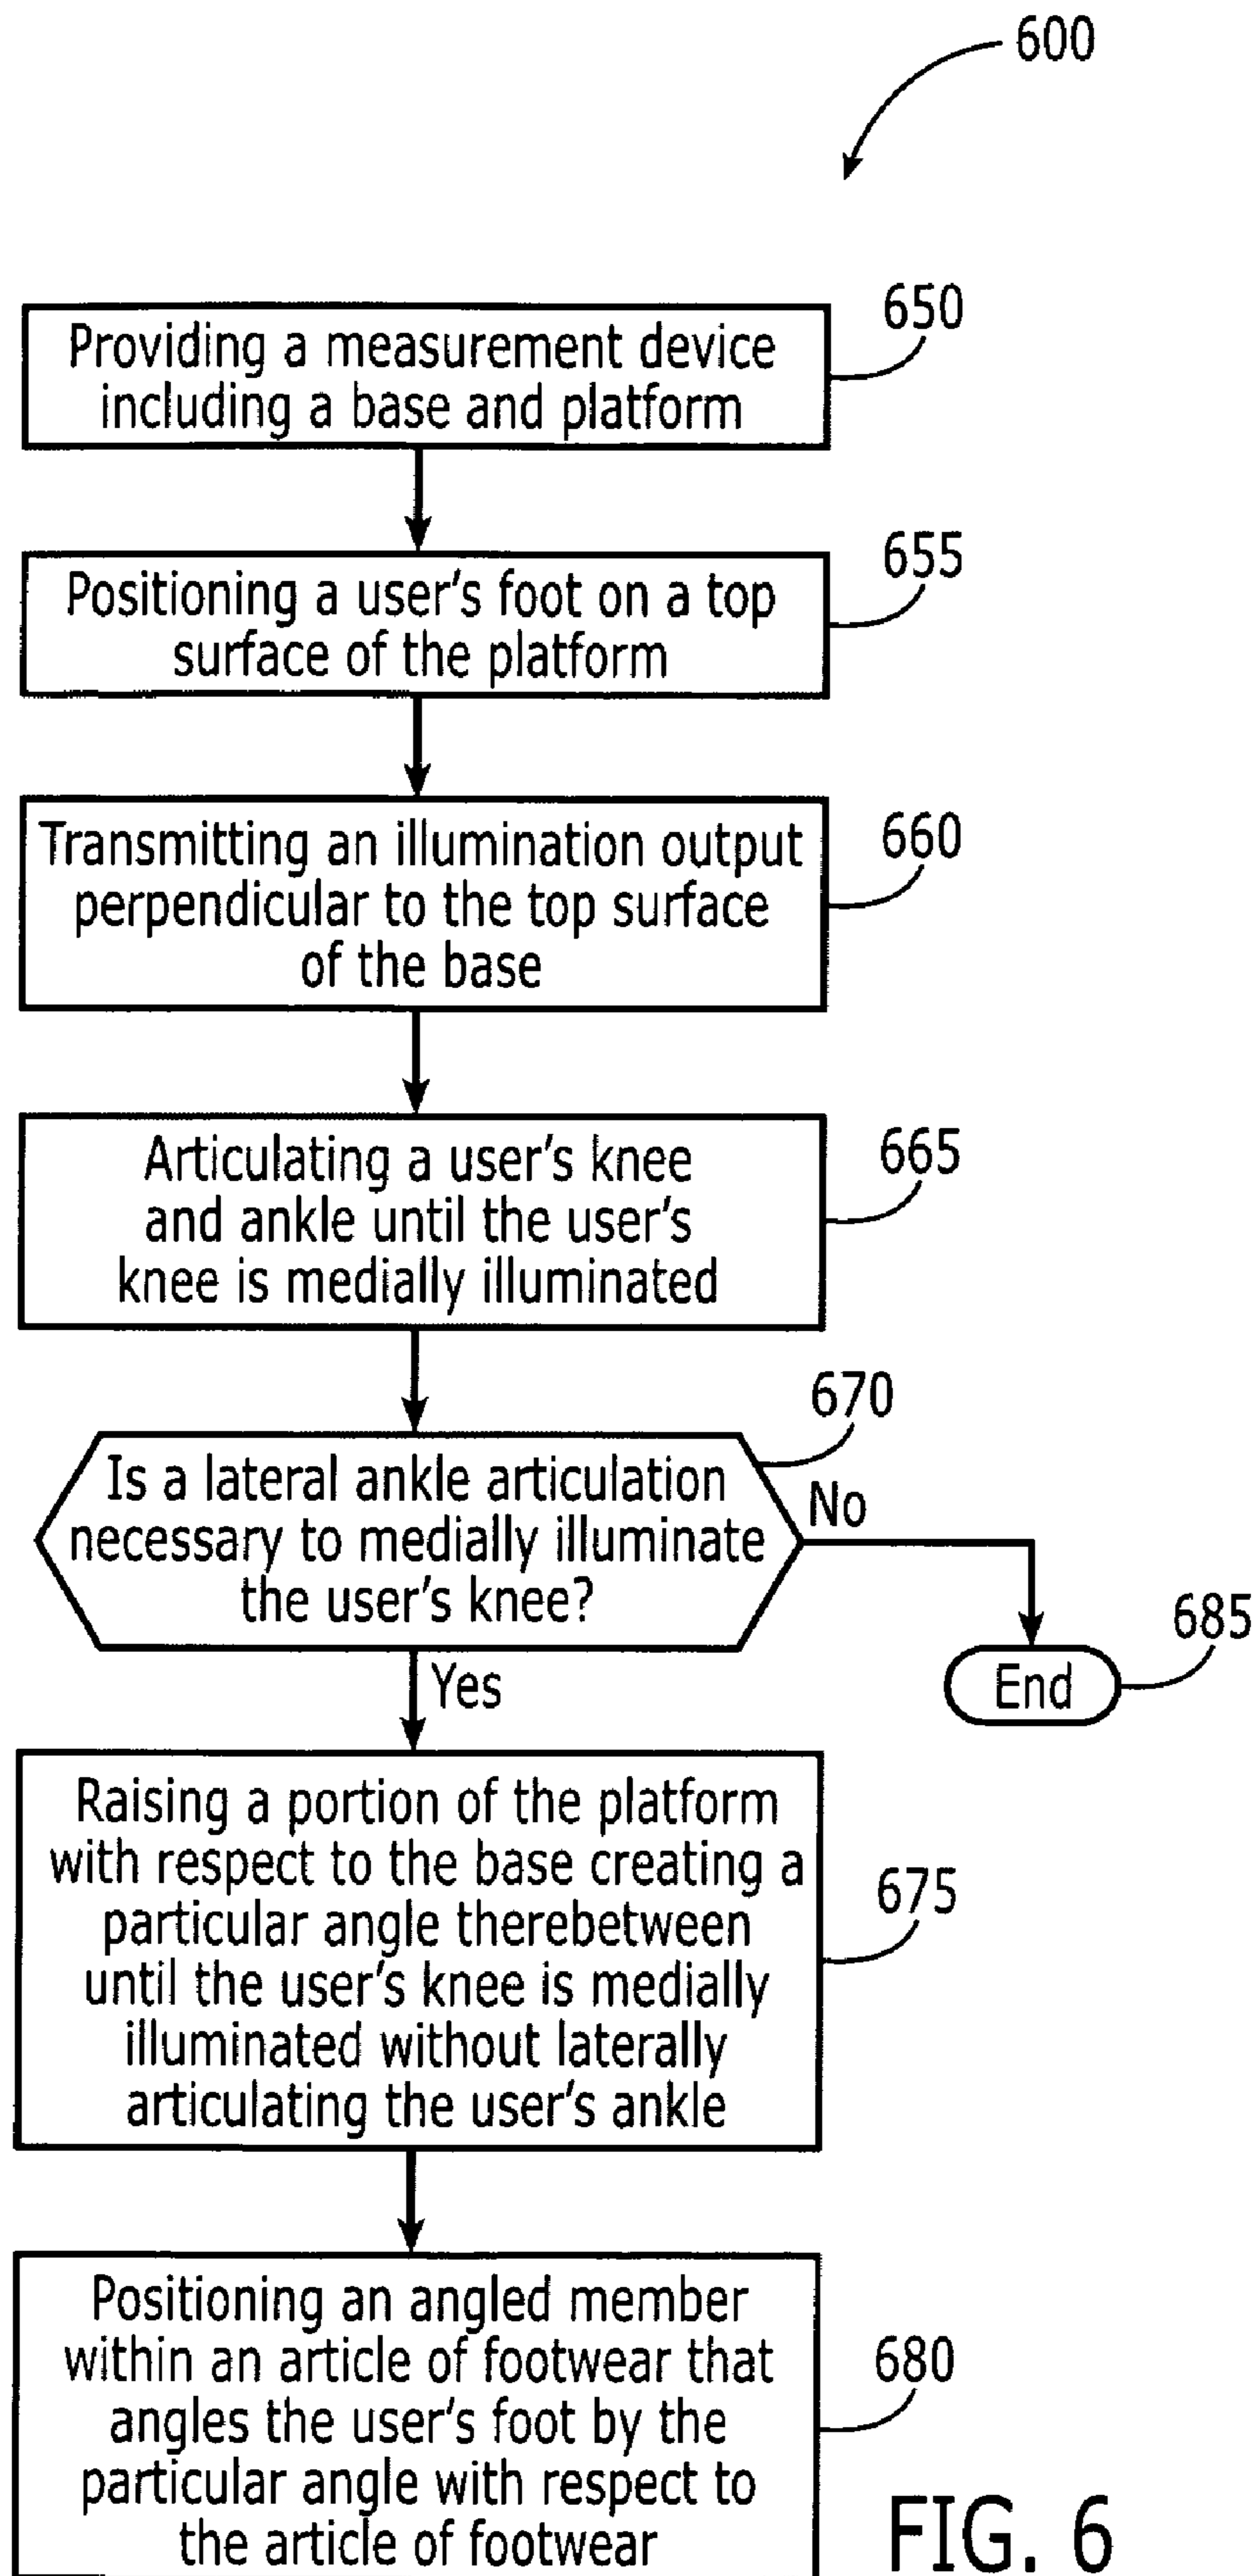 600
650
Providing a measurement device
including a base and platform
655
Positioning a user's foot on a top
surface of the platform
660
Transmitting an illumination output
perpendicular to the top surface
of the base
665
Articulating a user's knee
and ankle until the user's
knee is medially illuminated
670
Is a lateral ankle articulation
necessary to medially illuminate
the user's knee?
No
685
End
Yes
Raising a portion of the platform
with respect to the base creating a
particular angle therebetween
until the user's knee is medially
illuminated without laterally
articulating the user's ankle
675
Positioning an angled member
within an article of footwear that
angles the user's foot by the
particular angle with respect to
the article of footwear
680
FIG. 6